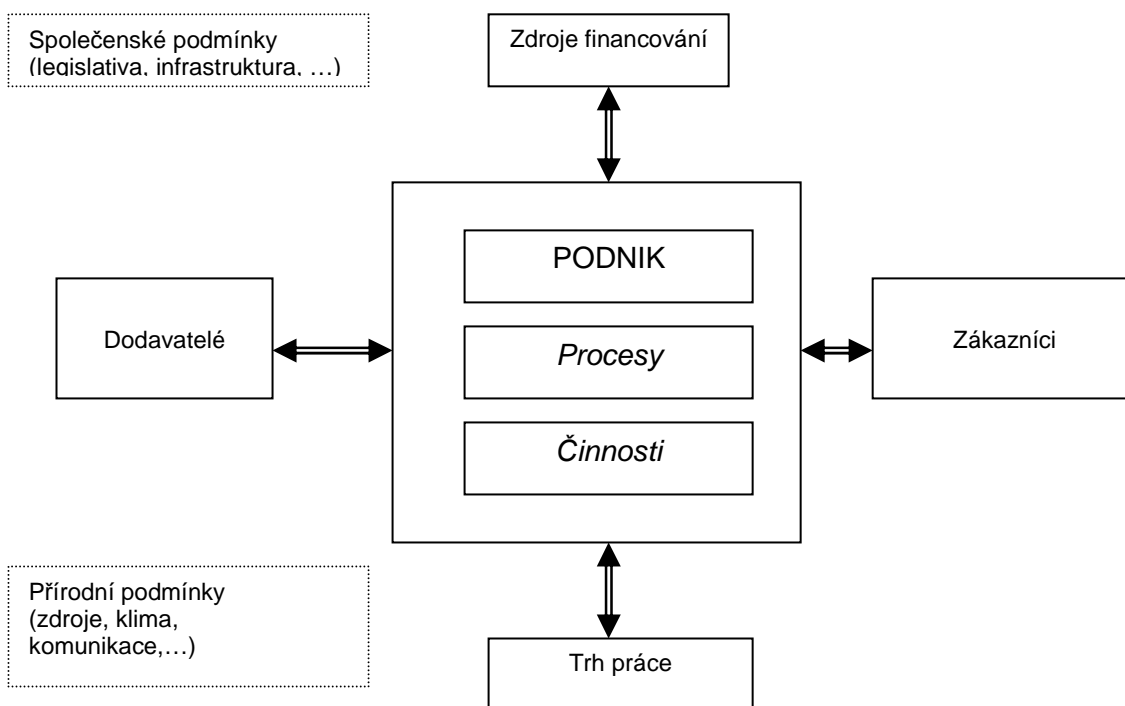 Společenské podmínky
(legislativa, infrastruktura, …)
Zdroje financování
PODNIK
Dodavatelé
Procesy
Zákazníci
Činnosti
Přírodní podmínky
(zdroje, klima,
komunikace,…)
Trh práce